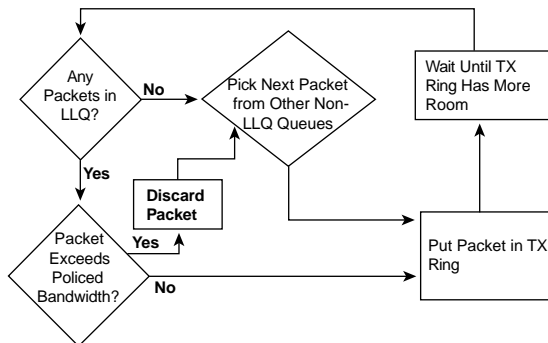 Any
Packets in
LLQ?
No
Pick Next Packet
from Other Non-
LLQ Queues
Wait Until TX
Ring Has More
Room
Yes
Discard
Packet
Packet
Exceeds
Policed
Bandwidth?
Yes
No
Put Packet in TX
Ring